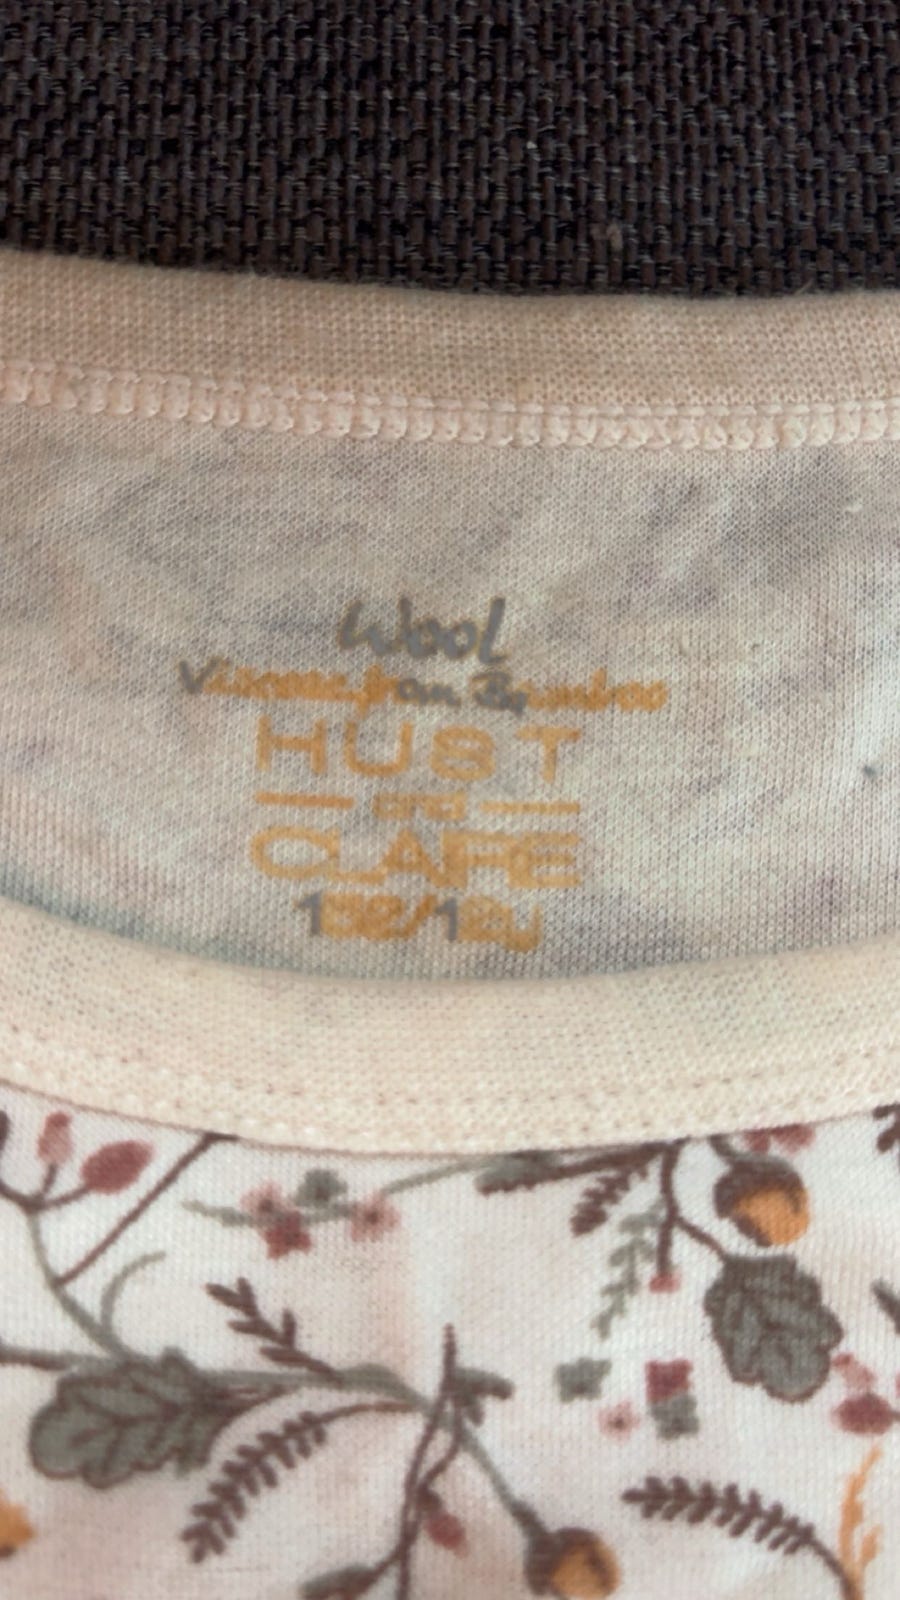 Wool
Viscose from Bamboo
HUST
and
CLAIRE
152/12y